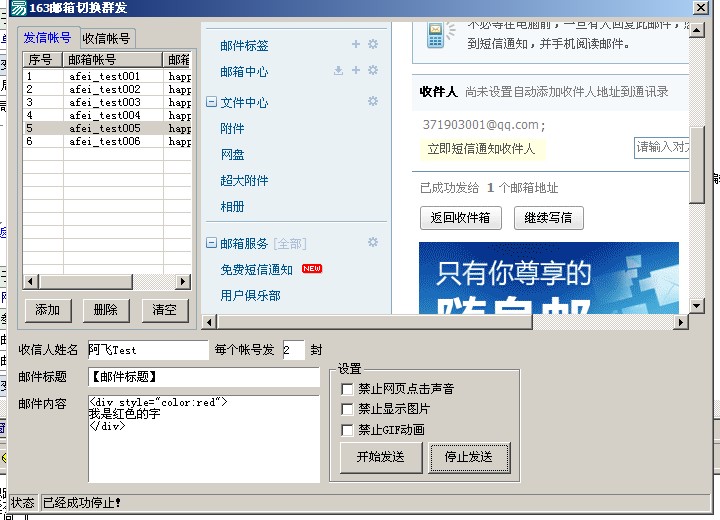 163邮箱切换群发
发信帐号 收信帐号
序号 邮箱帐号 邮箱
1 afei_test001 happ
2 afei_test002 happ
3 afei_test003 happ
4 afei_test004 happ
5 afei_test005 happ
6 afei_test006 happ
添加 删除 清空
邮件标签
邮箱中心
文件中心
附件
网盘
超大附件
相册
邮箱服务 [全部]
免费短信通知 NEW
用户俱乐部
不必等在电脑前，一旦有人回复此邮件，
到短信通知，并手机阅读邮件。
收件人 尚未设置自动添加收件人地址到通讯录
371903001@qq.com;
立即短信通知收件人
请输入对方
已成功发给 1 个邮箱地址
返回收件箱 继续写信
只有你尊享的
随身邮
收信人姓名 阿飞Test 每个帐号发 2 封
邮件标题 【邮件标题】
邮件内容 <div style="color:red">
我是红色的字
</div>
设置
禁止网页点击声音
禁止显示图片
禁止GIF动画
开始发送 停止发送
状态 已经成功停止!